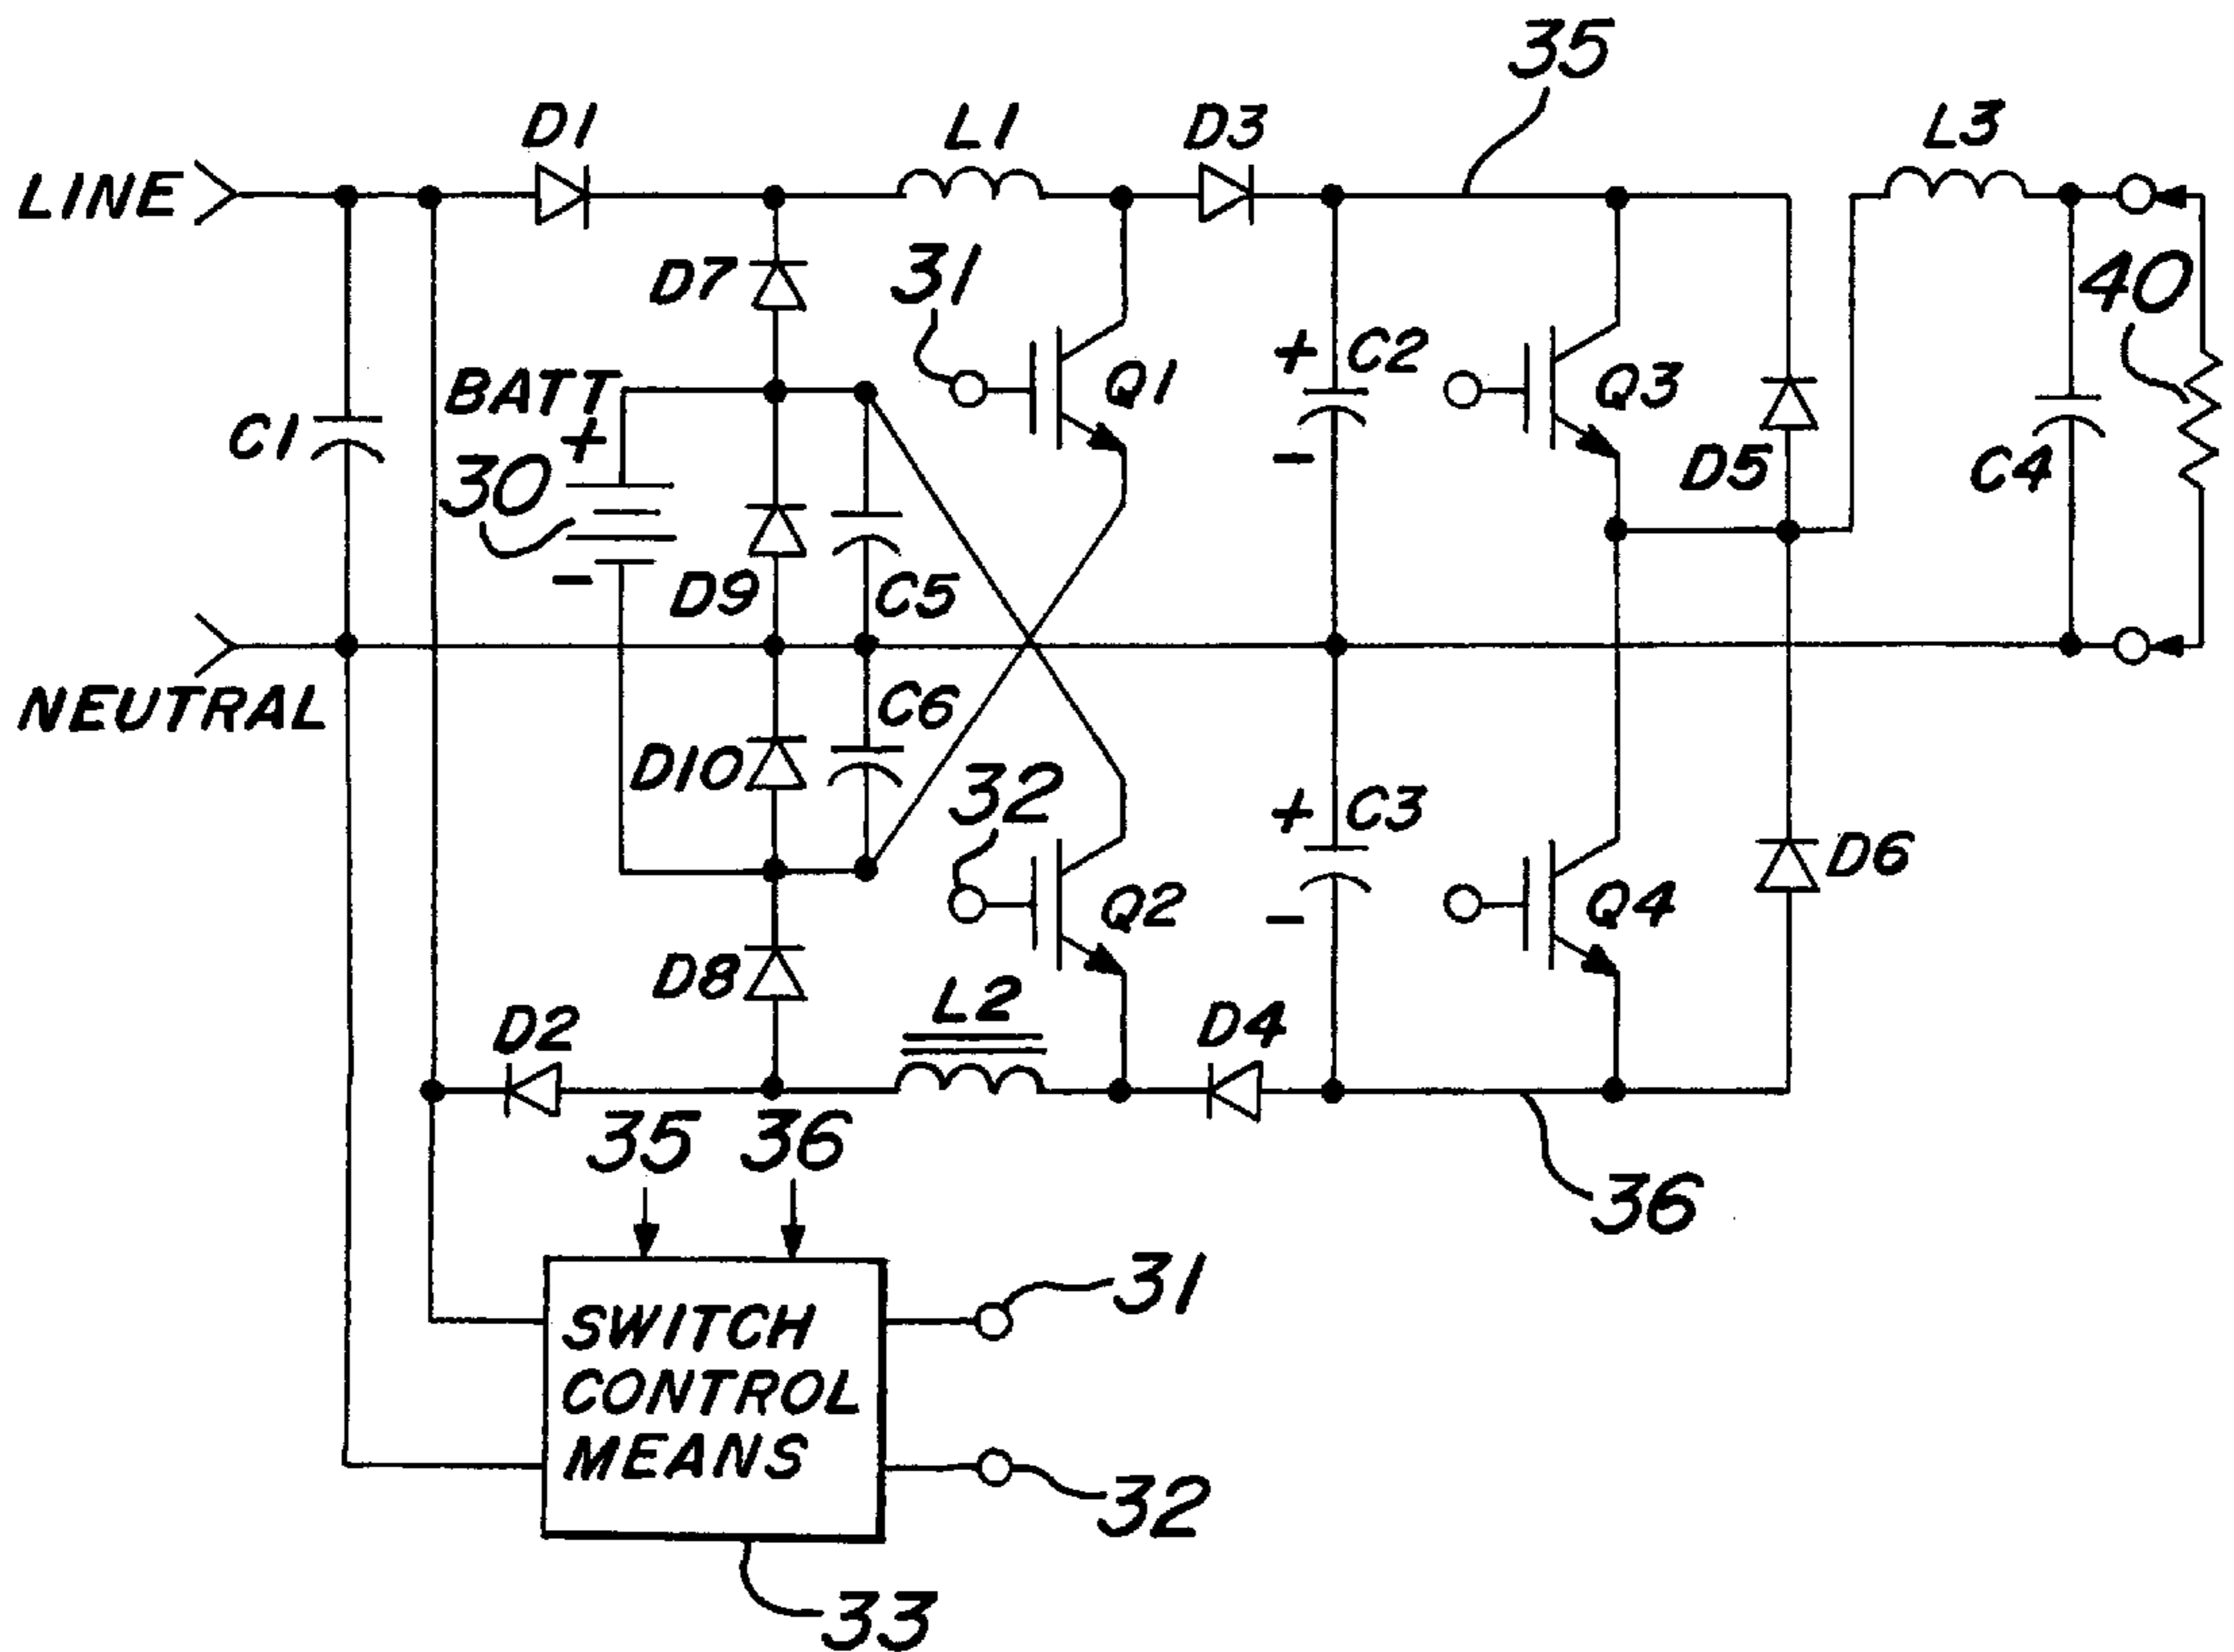 35
D1
L1
D3
L3
LINE
D7
31
40
BATT
+
Q1
+
C2
Q3
C1
30
-
D5
C4
-
D9
C5
NEUTRAL
C6
D10
32
+
C3
D6
Q2
-
Q4
D8
L2
D2
D4
35
36
36
SWITCH
CONTROL
MEANS
31
32
33